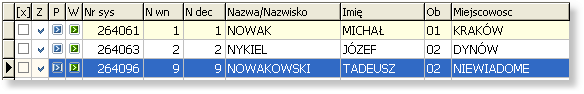 [x] Z P W Nr sys N wn N dec Nazwa/Nazwisko Imię Ob Miejscowosc
264061 1 1 NOWAK MICHAŁ 01 KRAKÓW
264063 2 2 NYKIEL JÓZEF 02 DYNÓW
264096 9 9 NOWAKOWSKI TADEUSZ 02 NIEWIADOME